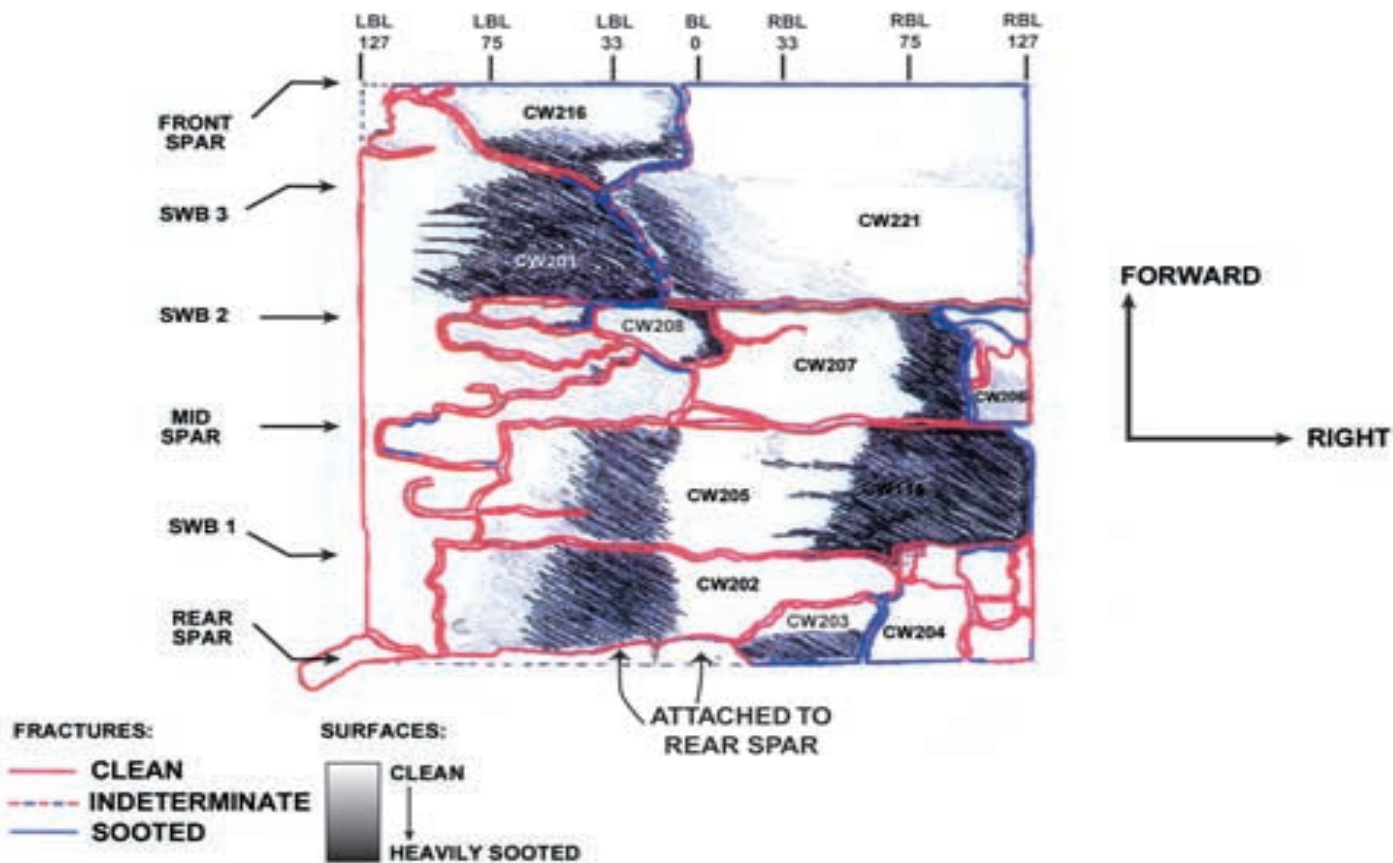 LBL LBL LBL BL RBL RBL RBL
127 75 33 0 33 75 127
FRONT
SPAR
CW216
SWB 3
CW221
CW201
FORWARD
SWB 2
CW208
CW207
CW206
MID
SPAR
RIGHT
CW205
SWB 1
CW202
REAR
SPAR
CW203
CW204
ATTACHED TO
REAR SPAR
FRACTURES:
CLEAN
INDETERMINATE
SOOTED
SURFACES:
CLEAN
HEAVILY SOOTED